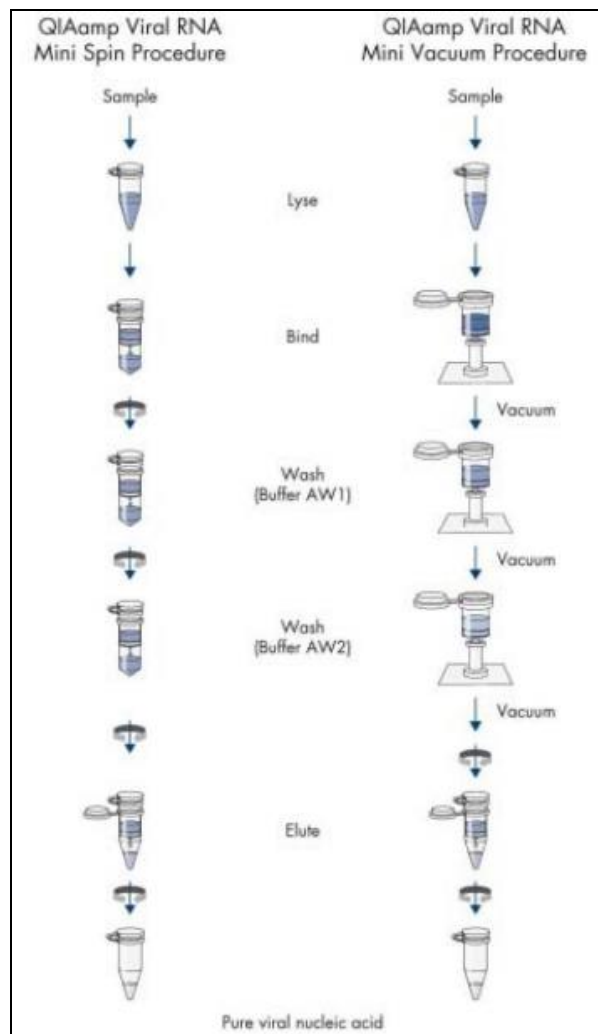 QIAamp Viral RNA
Mini Spin Procedure
QIAamp Viral RNA
Mini Vacuum Procedure
Sample
Sample
Lyse
Bind
Vacuum
Wash
(Buffer AW1)
Vacuum
Wash
(Buffer AW2)
Vacuum
Elute
Pure viral nucleic acid